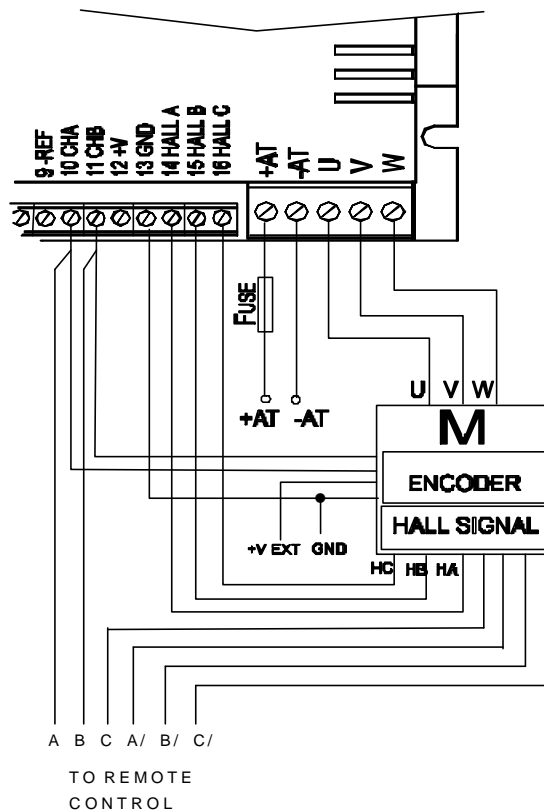 9 -REF
10 CHA
11 CHB
12 +V
13 GND
14 HALL A
15 HALL B
16 HALL C
+AT
-AT
U
V
W
FUSE
+AT -AT
U V W
M
ENCODER
HALL SIGNAL
+V EXT GND
HC HB HA
A B C A/ B/ C/
TO REMOTE
CONTROL